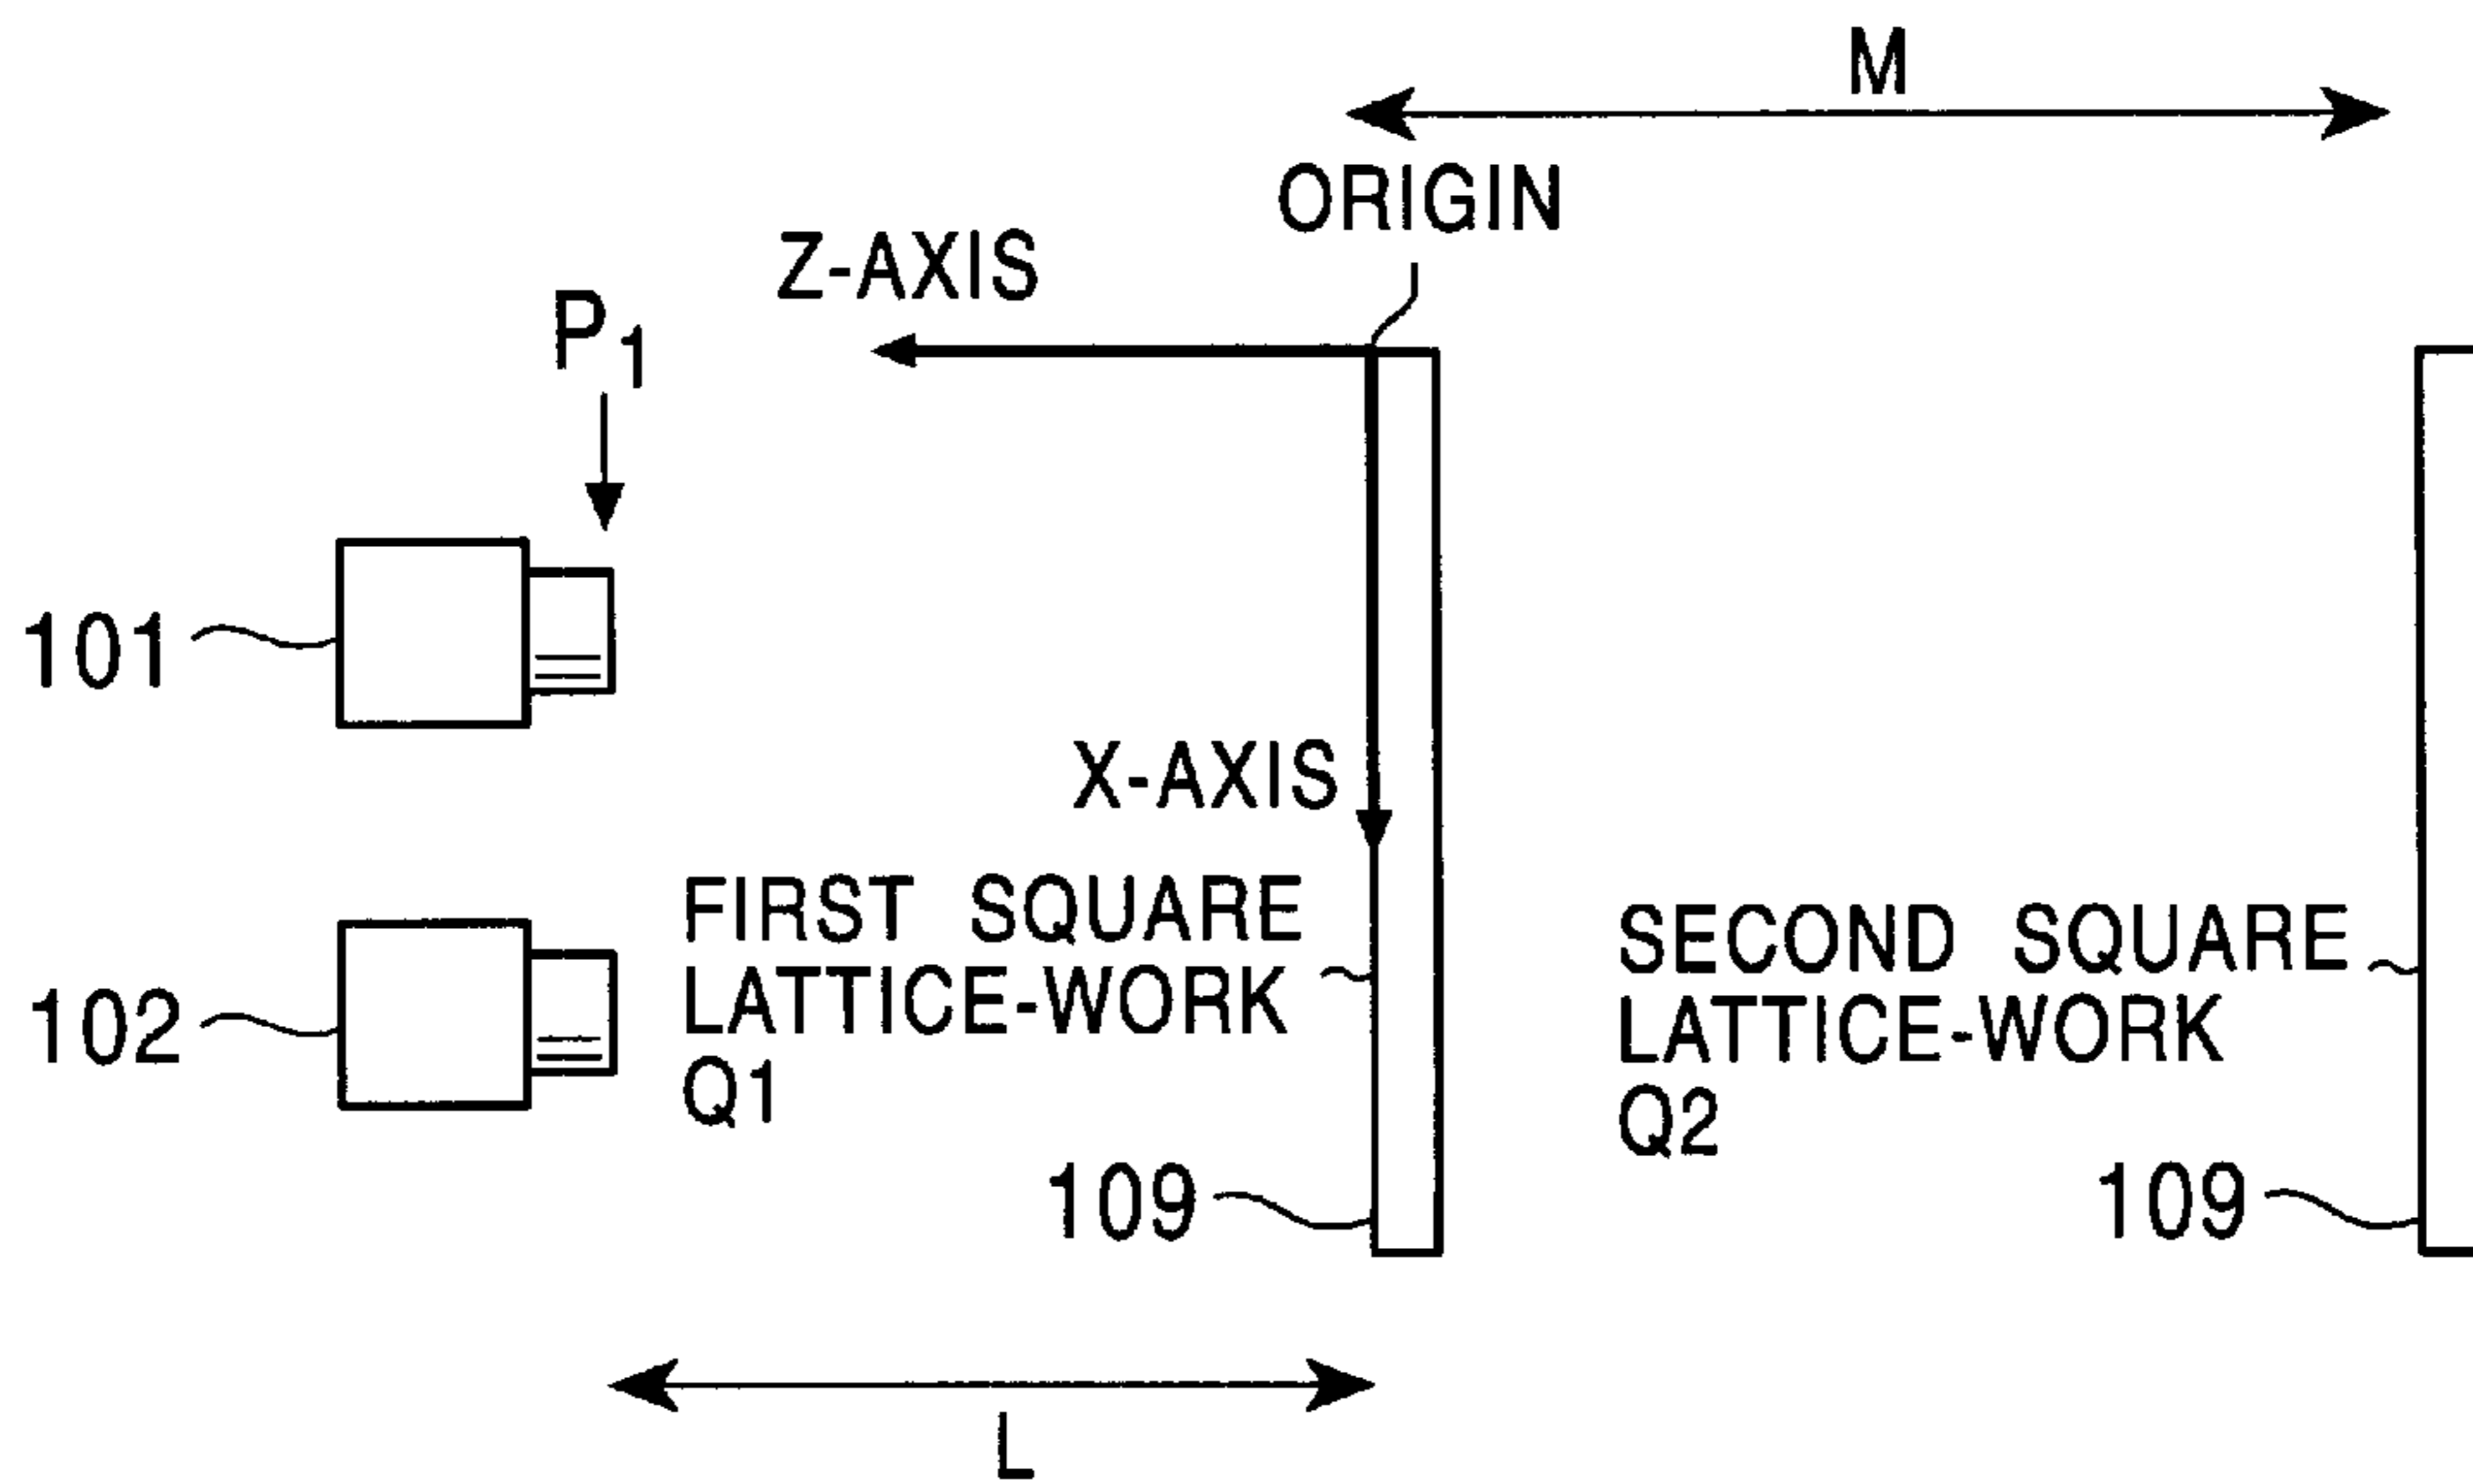 M
ORIGIN
Z-AXIS
P1
101
X-AXIS
FIRST SQUARE
LATTICE-WORK
Q1
SECOND SQUARE
LATTICE-WORK
Q2
102
109
109
L